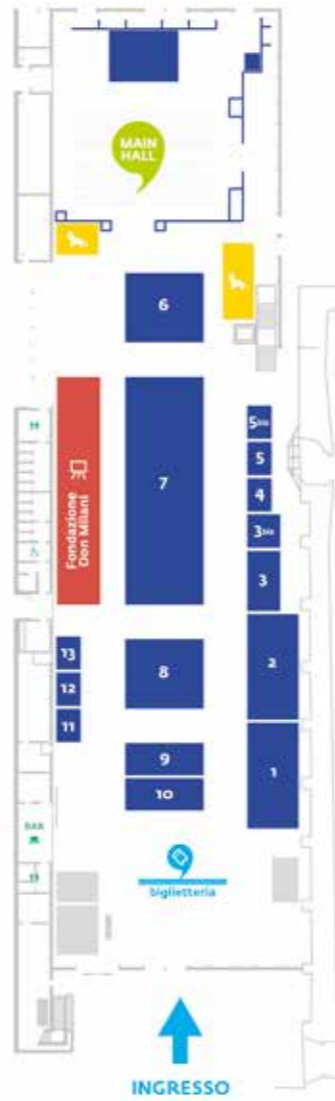 MAIN
HALL
6
5bis
5
7
4
Fondazione
Don Milani
3bis
3
2
13
8
12
11
1
9
10
BAR
biglietteria
INGRESSO